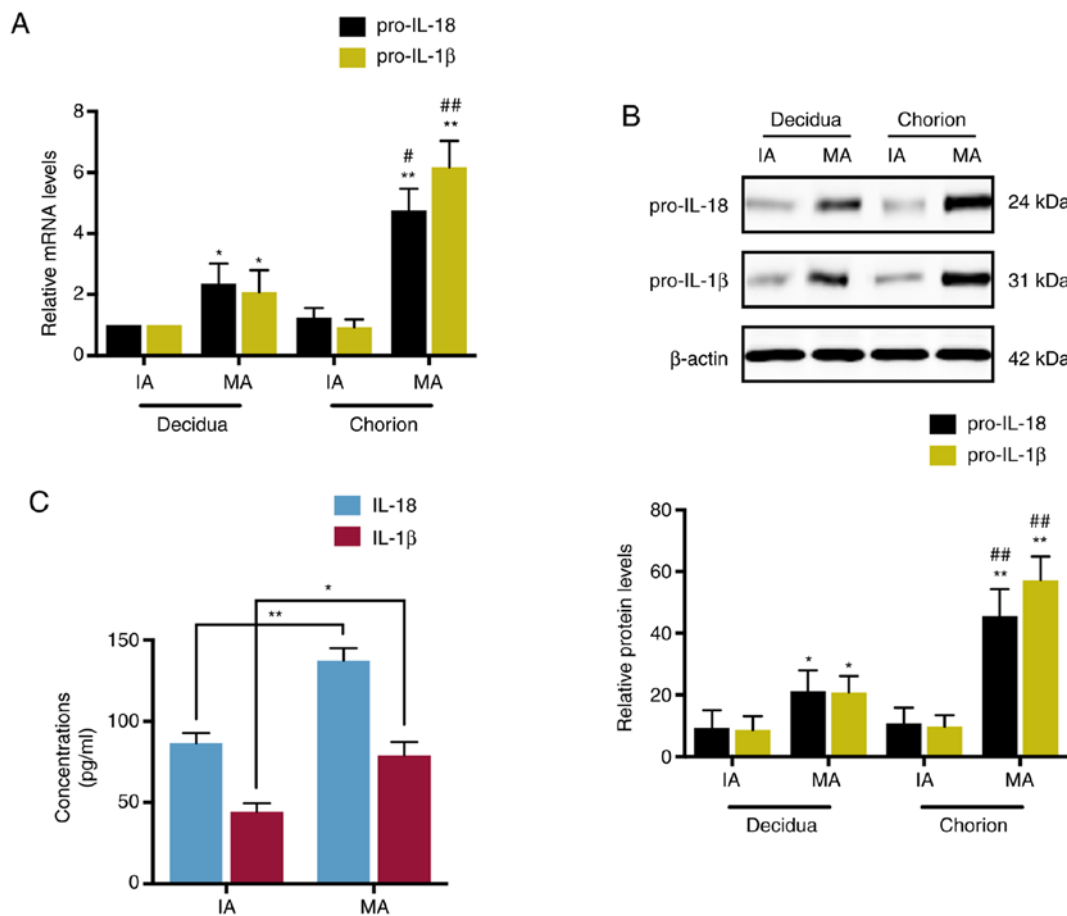 A
pro-IL-18
pro-IL-1β
Relative mRNA levels
8
6
4
2
0
*
*
#
**
##
**
IA
MA
IA
MA
Decidua
Chorion
B
Decidua
Chorion
IA
MA
IA
MA
pro-IL-18
24 kDa
pro-IL-1β
31 kDa
β-actin
42 kDa
pro-IL-18
pro-IL-1β
Relative protein levels
80
60
40
20
0
*
*
##
**
##
**
IA
MA
IA
MA
Decidua
Chorion
C
IL-18
IL-1β
Concentrations
(pg/ml)
150
100
50
0
*
**
IA
MA